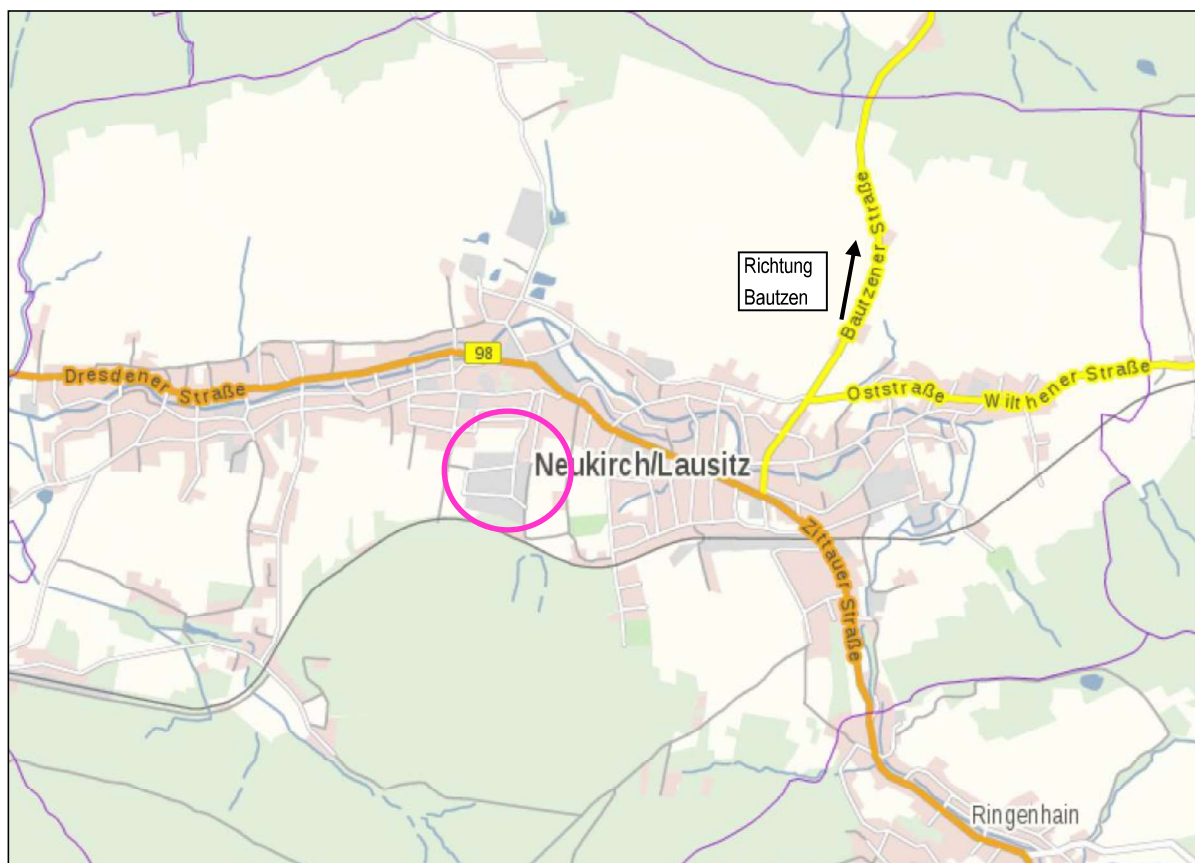 Richtung
Bautzen
Bautzener Straße
98
Dresdener Straße
Oststraße
Wilthener Straße
Neukirch/Lausitz
Zittauer Straße
Ringenhain